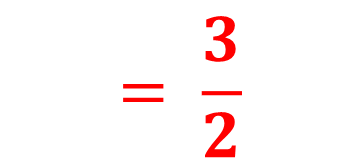 = 3/2